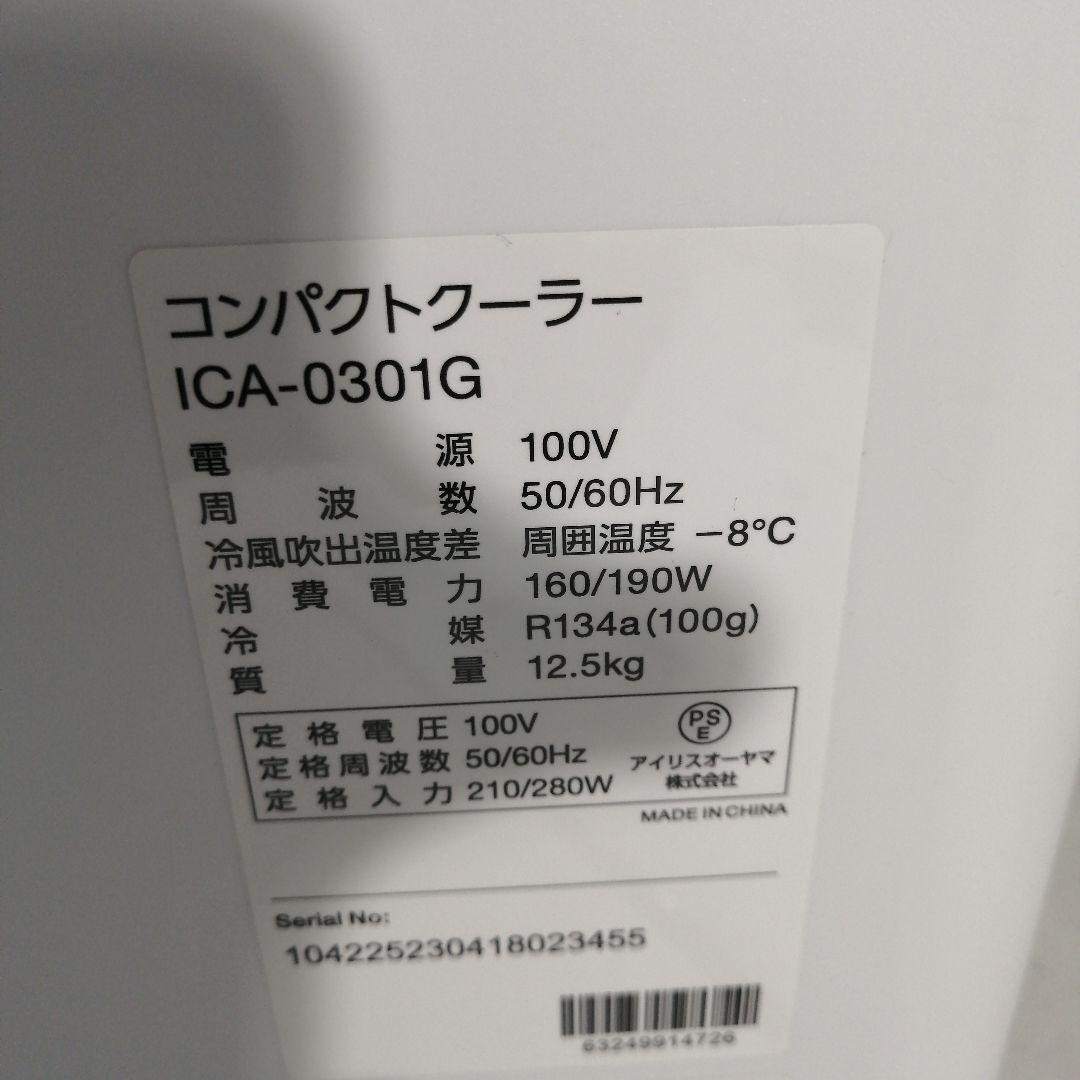 コンパクトクーラー
ICA-0301G
電源 100V
周波数 50/60Hz
冷風吹出温度差 周囲温度 －8℃
消費電力 160/190W
冷媒 R134a(100g)
質量 12.5kg
定格電圧 100V
定格周波数 50/60Hz
定格入力 210/280W
PSE
アイリスオーヤマ
株式会社
MADE IN CHINA
Serial No:
104225230418023455
63249914726